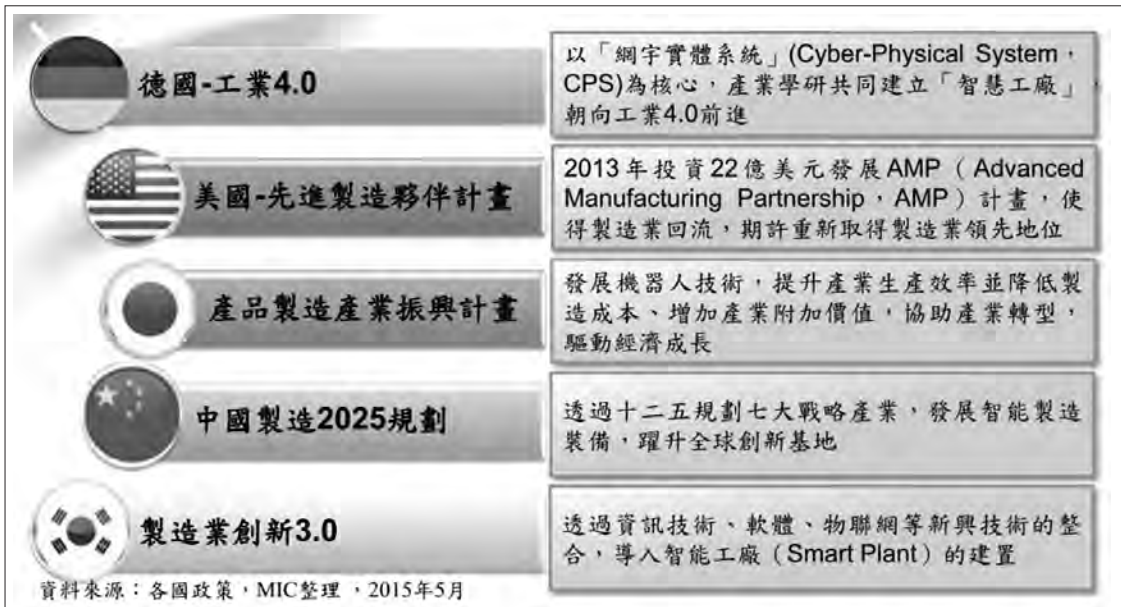 德國-工業4.0
以「網宇實體系統」(Cyber-Physical System，
CPS)為核心，產業學研共同建立「智慧工廠」，
朝向工業4.0前進
美國-先進製造夥伴計畫
2013年投資22億美元發展AMP（Advanced
Manufacturing Partnership，AMP）計畫，使
得製造業回流，期許重新取得製造業領先地位
產品製造產業振興計畫
發展機器人技術，提升產業生產效率並降低製
造成本、增加產業附加價值，協助產業轉型，
驅動經濟成長
中國製造2025規劃
透過十二五規劃七大戰略產業，發展智能製造
裝備，躍升全球創新基地
製造業創新3.0
透過資訊技術、軟體、物聯網等新興技術的整
合，導入智能工廠（Smart Plant）的建置
資料來源：各國政策，MIC整理，2015年5月